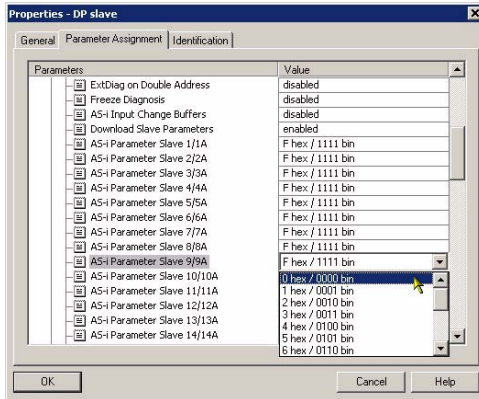 Properties - DP slave
General Parameter Assignment Identification
Parameters Value
ExtDiag on Double Address disabled
Freeze Diagnosis disabled
AS-i Input Change Buffers disabled
Download Slave Parameters enabled
AS-i Parameter Slave 1/1A F hex / 1111 bin
AS-i Parameter Slave 2/2A F hex / 1111 bin
AS-i Parameter Slave 3/3A F hex / 1111 bin
AS-i Parameter Slave 4/4A F hex / 1111 bin
AS-i Parameter Slave 5/5A F hex / 1111 bin
AS-i Parameter Slave 6/6A F hex / 1111 bin
AS-i Parameter Slave 7/7A F hex / 1111 bin
AS-i Parameter Slave 8/8A F hex / 1111 bin
AS-i Parameter Slave 9/9A F hex / 1111 bin
AS-i Parameter Slave 10/10A 0 hex / 0000 bin
AS-i Parameter Slave 11/11A 1 hex / 0001 bin
AS-i Parameter Slave 12/12A 2 hex / 0010 bin
3 hex / 0011 bin
AS-i Parameter Slave 13/13A 4 hex / 0100 bin
AS-i Parameter Slave 14/14A 5 hex / 0101 bin
6 hex / 0110 bin
OK Cancel Help